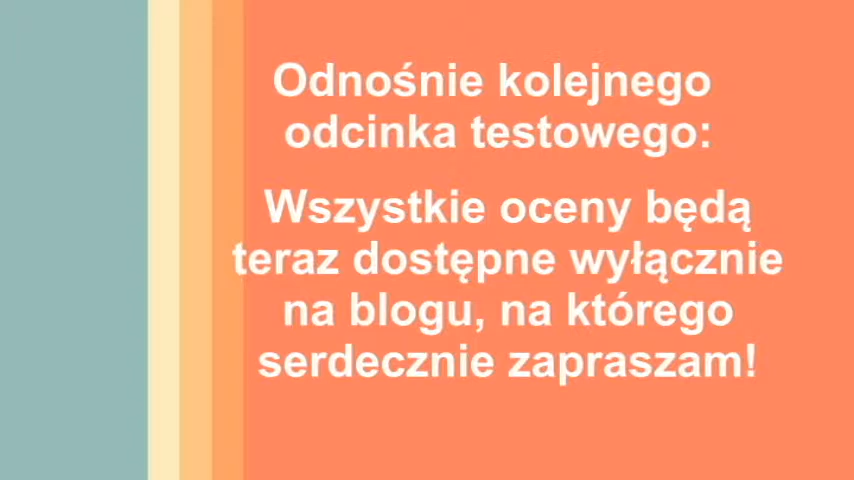 Odnośnie kolejnego
odcinka testowego:
Wszystkie oceny będą
teraz dostępne wyłącznie
na blogu, na którego
serdecznie zapraszam!